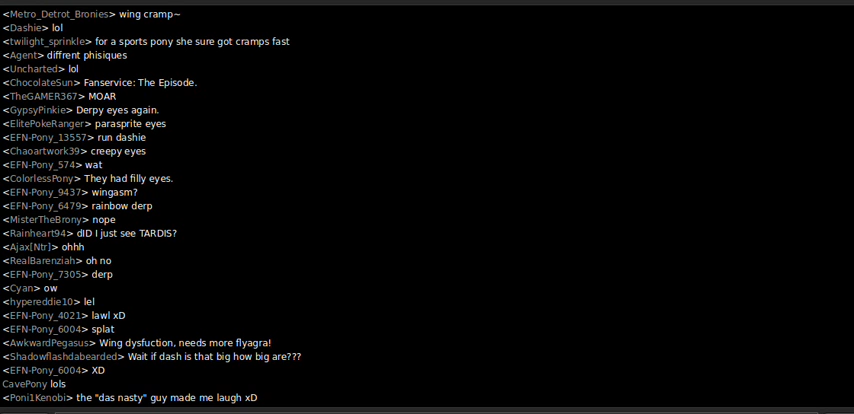 <Metro_Detrot_Bronies> wing cramp~
<Dashie> lol
<twilight_sprinkle> for a sports pony she sure got cramps fast
<Agent> diffrent phisiques
<Uncharted> lol
<ChocolateSun> Fanservice: The Episode.
<TheGAMER367> MOAR
<GypsyPinkie> Derpy eyes again.
<ElitePokeRanger> parasprite eyes
<EFN-Pony_13557> run dashie
<Chaoartwork39> creepy eyes
<EFN-Pony_574> wat
<ColorlessPony> They had filly eyes.
<EFN-Pony_9437> wingasm?
<EFN-Pony_6479> rainbow derp
<MisterTheBrony> nope
<Rainheart94> dID I just see TARDIS?
<Ajax[Ntr]> ohhh
<RealBarenziah> oh no
<EFN-Pony_7305> derp
<Cyan> ow
<hypereddie10> lel
<EFN-Pony_4021> lawl xD
<EFN-Pony_6004> splat
<AwkwardPegasus> Wing dysfuction, needs more flyagra!
<Shadowflashdabearded> Wait if dash is that big how big are???
<EFN-Pony_6004> XD
CavePony lols
<Poni1Kenobi> the "das nasty" guy made me laugh xD